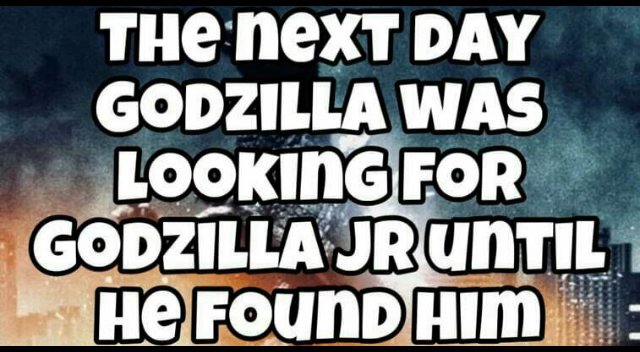 THe neXT DAY
GODZILLA WAS
LOOKInG FOR
GODZILLA JR unTIL
He FOunD HIm